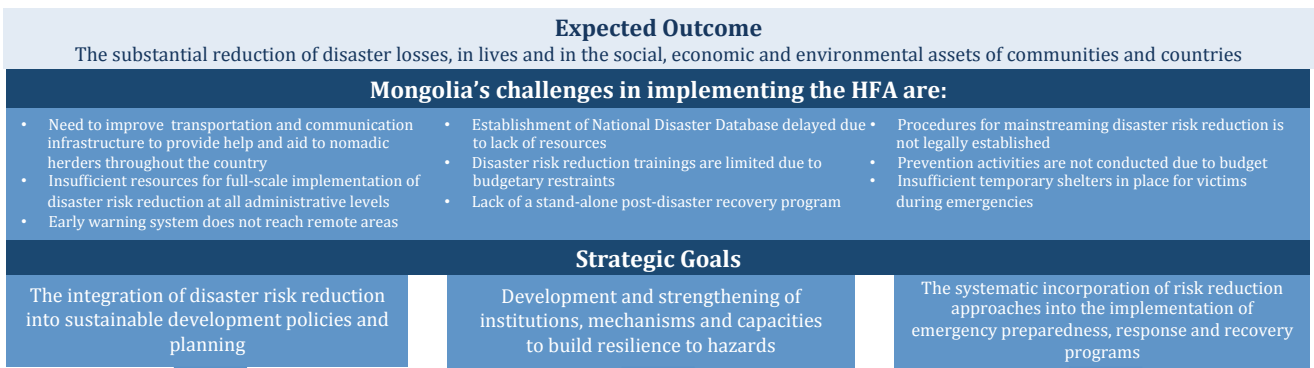 Expected Outcome
The substantial reduction of disaster losses, in lives and in the social, economic and environmental assets of communities and countries
Mongolia's challenges in implementing the HFA are:
• Need to improve transportation and communication
infrastructure to provide help and aid to nomadic
herders throughout the country
• Insufficient resources for full-scale implementation of
disaster risk reduction at all administrative levels
• Early warning system does not reach remote areas
• Establishment of National Disaster Database delayed due
to lack of resources
• Disaster risk reduction trainings are limited due to
budgetary restraints
• Lack of a stand-alone post-disaster recovery program
• Procedures for mainstreaming disaster risk reduction is
not legally established
• Prevention activities are not conducted due to budget
• Insufficient temporary shelters in place for victims
during emergencies
Strategic Goals
The integration of disaster risk reduction
into sustainable development policies and
planning
Development and strengthening of
institutions, mechanisms and capacities
to build resilience to hazards
The systematic incorporation of risk reduction
approaches into the implementation of
emergency preparedness, response and recovery
programs